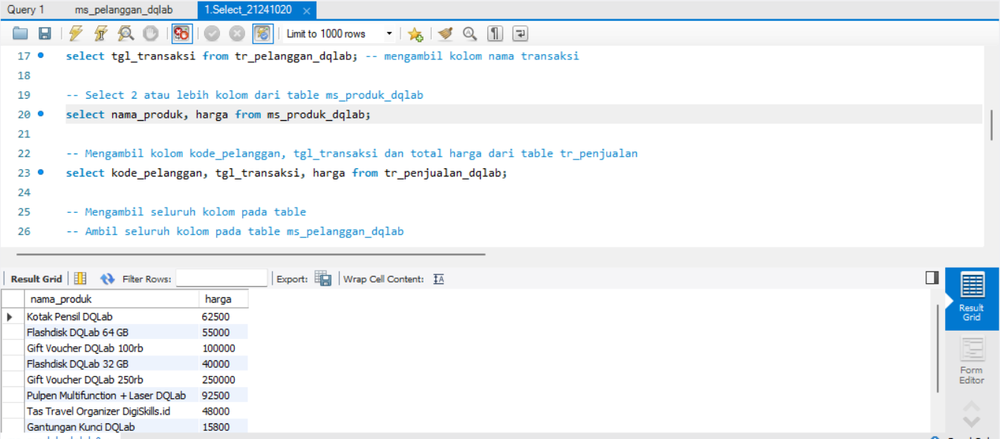 Query 1 ms_pelanggan_dqlab 1.Select_21241020
Limit to 1000 rows
17 select tgl_transaksi from tr_pelanggan_dqlab; -- mengambil kolom nama transaksi
18
19 -- Select 2 atau lebih kolom dari table ms_produk_dqlab
20 select nama_produk, harga from ms_produk_dqlab;
21
22 -- Mengambil kolom kode_pelanggan, tgl_transaksi dan total harga dari table tr_penjualan
23 select kode_pelanggan, tgl_transaksi, harga from tr_penjualan_dqlab;
24
25 -- Mengambil seluruh kolom pada table
26 -- Ambil seluruh kolom pada table ms_pelanggan_dqlab
Result Grid Filter Rows: Export: Wrap Cell Content:
nama_produk harga
Kotak Pensil DQLab 62500
Flashdisk DQLab 64 GB 55000
Gift Voucher DQLab 100rb 100000
Flashdisk DQLab 32 GB 40000
Gift Voucher DQLab 250rb 250000
Pulpen Multifunction + Laser DQLab 92500
Tas Travel Organizer DigiSkills.id 48000
Gantungan Kunci DQLab 15800
Result
Grid
Form
Editor